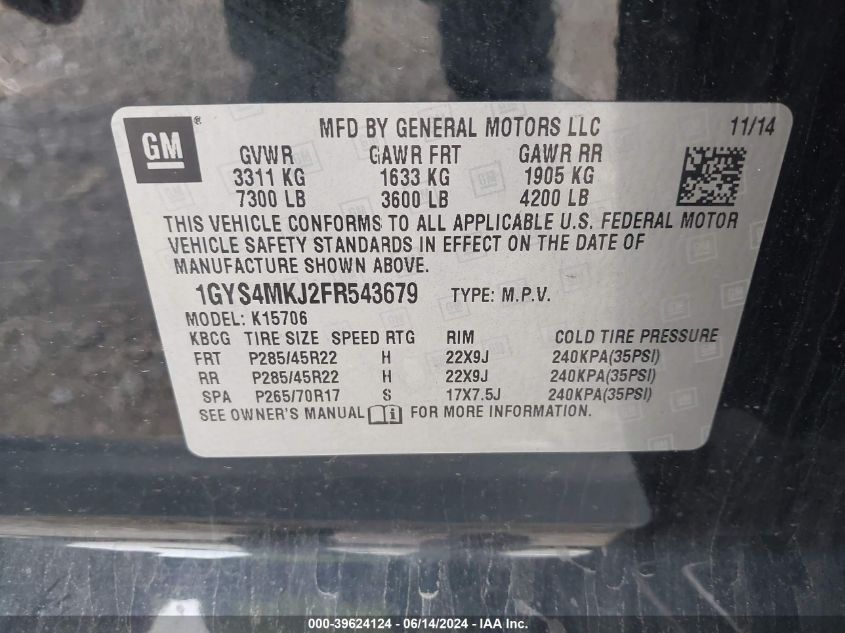 GM ®
MFD BY GENERAL MOTORS LLC 11/14
GVWR GAWR FRT GAWR RR
3311 KG 1633 KG 1905 KG
7300 LB 3600 LB 4200 LB
THIS VEHICLE CONFORMS TO ALL APPLICABLE U.S. FEDERAL MOTOR
VEHICLE SAFETY STANDARDS IN EFFECT ON THE DATE OF
MANUFACTURE SHOWN ABOVE.
1GYS4MKJ2FR543679 TYPE: M.P.V.
MODEL: K15706
KBCG TIRE SIZE SPEED RTG RIM COLD TIRE PRESSURE
FRT P285/45R22 H 22X9J 240KPA(35PSI)
RR P285/45R22 H 22X9J 240KPA(35PSI)
SPA P265/70R17 S 17X7.5J 240KPA(35PSI)
SEE OWNER'S MANUAL FOR MORE INFORMATION.
000-39624124 - 06/14/2024 - IAA Inc.